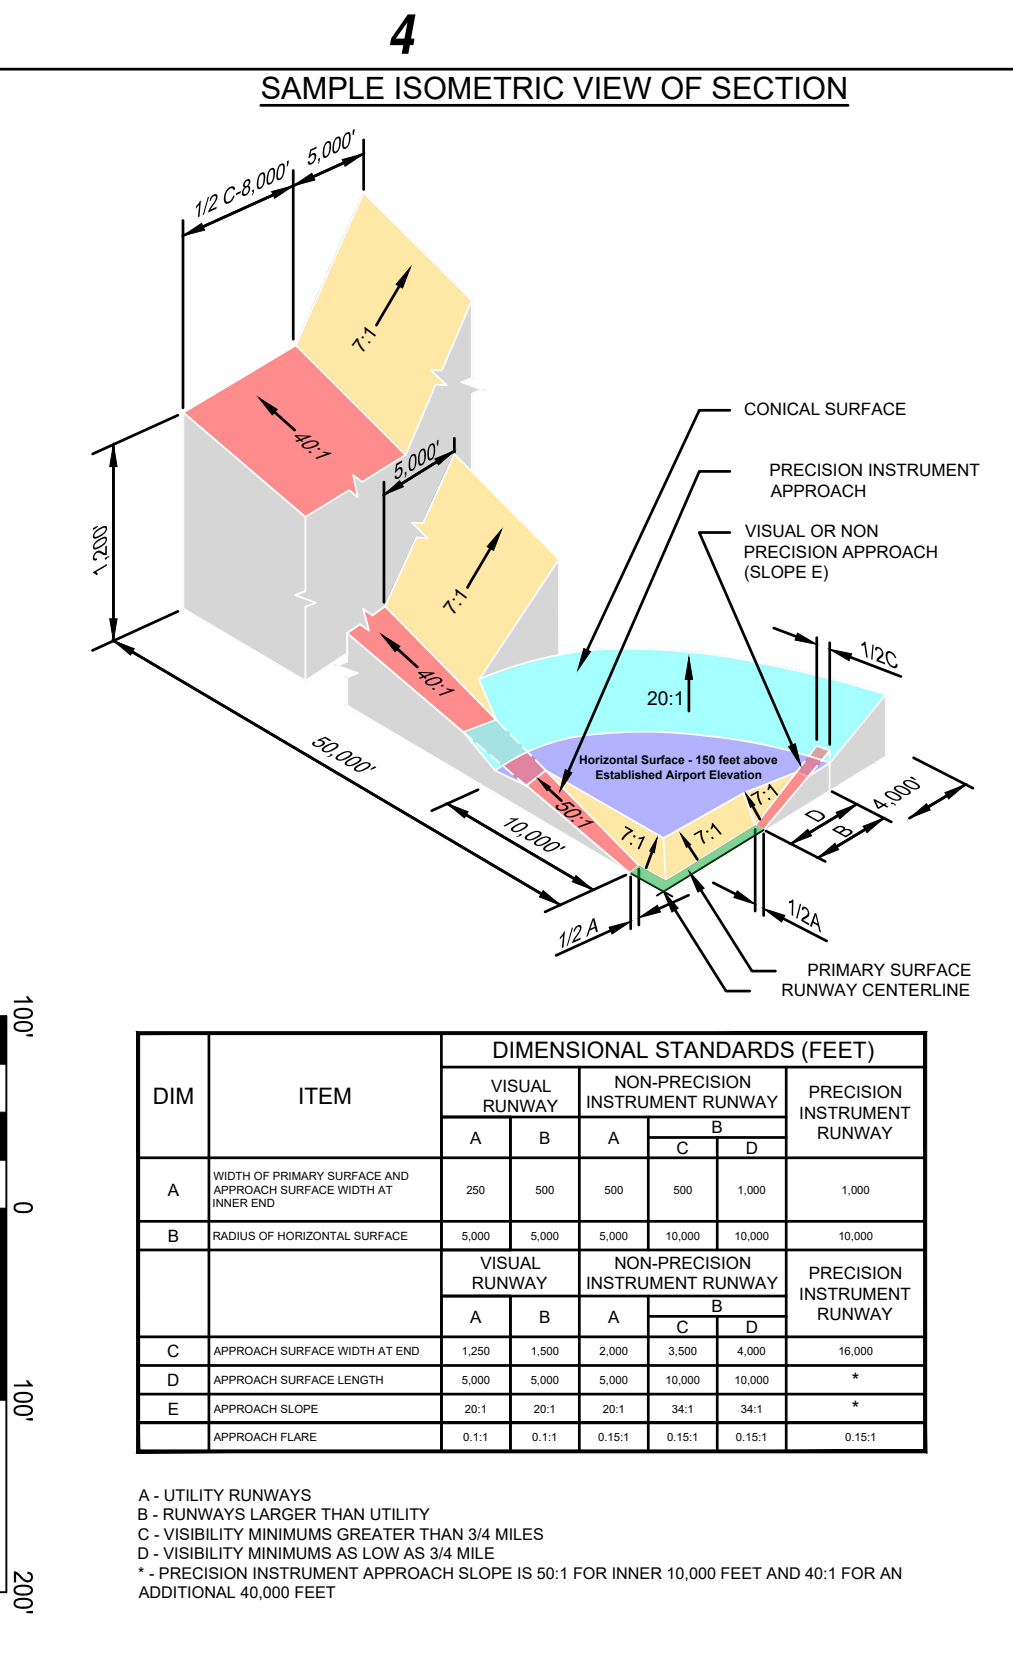 4
SAMPLE ISOMETRIC VIEW OF SECTION
5,000'
1/2 C-8,000'
7:1
40:1
5,000'
1,200'
7:1
40:1
CONICAL SURFACE
PRECISION INSTRUMENT
APPROACH
VISUAL OR NON
PRECISION APPROACH
(SLOPE E)
1/2C
20:1
50,000'
Horizontal Surface - 150 feet above
Established Airport Elevation
50:1
10,000'
7:1
7:1
7:1
D
B
4,000'
1/2 A
1/2A
PRIMARY SURFACE
RUNWAY CENTERLINE
100'
0
100'
200'
DIM
ITEM
DIMENSIONAL STANDARDS (FEET)
VISUAL
RUNWAY
NON-PRECISION
INSTRUMENT RUNWAY
PRECISION
INSTRUMENT
RUNWAY
A B A B
C D
A WIDTH OF PRIMARY SURFACE AND
APPROACH SURFACE WIDTH AT
INNER END
250 500 500 500 1,000 1,000
B RADIUS OF HORIZONTAL SURFACE 5,000 5,000 5,000 10,000 10,000 10,000
VISUAL
RUNWAY
NON-PRECISION
INSTRUMENT RUNWAY
PRECISION
INSTRUMENT
RUNWAY
A B A B
C D
C APPROACH SURFACE WIDTH AT END 1,250 1,500 2,000 3,500 4,000 16,000
D APPROACH SURFACE LENGTH 5,000 5,000 5,000 10,000 10,000 *
E APPROACH SLOPE 20:1 20:1 20:1 34:1 34:1 *
APPROACH FLARE 0.1:1 0.1:1 0.15:1 0.15:1 0.15:1 0.15:1
A - UTILITY RUNWAYS
B - RUNWAYS LARGER THAN UTILITY
C - VISIBILITY MINIMUMS GREATER THAN 3/4 MILES
D - VISIBILITY MINIMUMS AS LOW AS 3/4 MILE
* - PRECISION INSTRUMENT APPROACH SLOPE IS 50:1 FOR INNER 10,000 FEET AND 40:1 FOR AN
ADDITIONAL 40,000 FEET